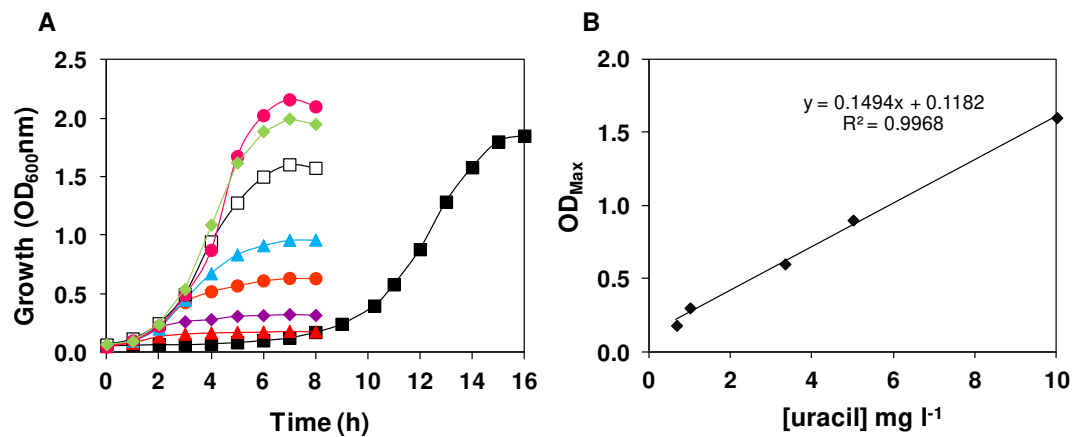 A
Growth (OD600nm)
2.5
2.0
1.5
1.0
0.5
0.0
0 2 4 6 8 10 12 14 16
Time (h)
B
ODMax
2.0
1.5
1.0
0.5
0.0
y = 0.1494x + 0.1182
R² = 0.9968
0 2 4 6 8 10
[uracil] mg l-1